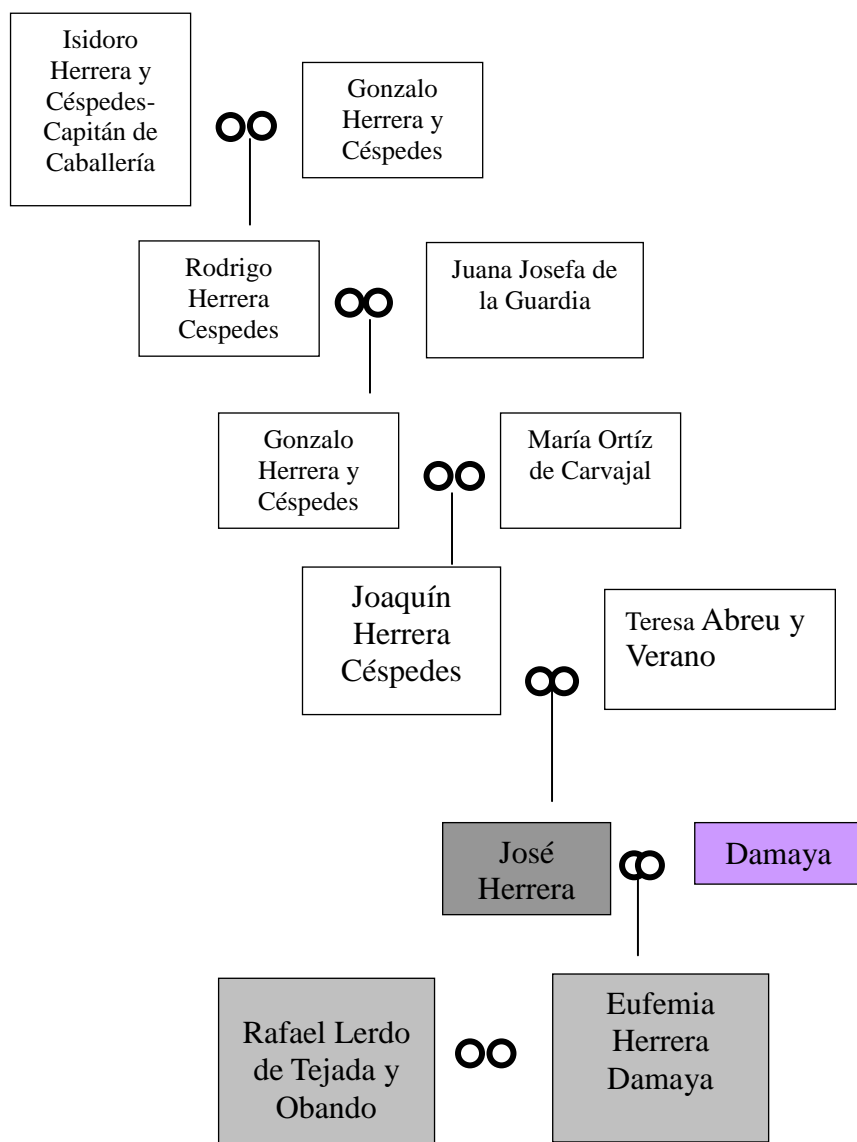 Isidoro
Herrera y
Céspedes-
Capitán de
Caballería
Gonzalo
Herrera y
Céspedes
Rodrigo
Herrera
Cespedes
Juana Josefa de
la Guardia
Gonzalo
Herrera y
Céspedes
María Ortíz
de Carvajal
Joaquín
Herrera
Céspedes
Teresa Abreu y
Verano
José
Herrera
Damaya
Rafael Lerdo
de Tejada y
Obando
Eufemia
Herrera
Damaya